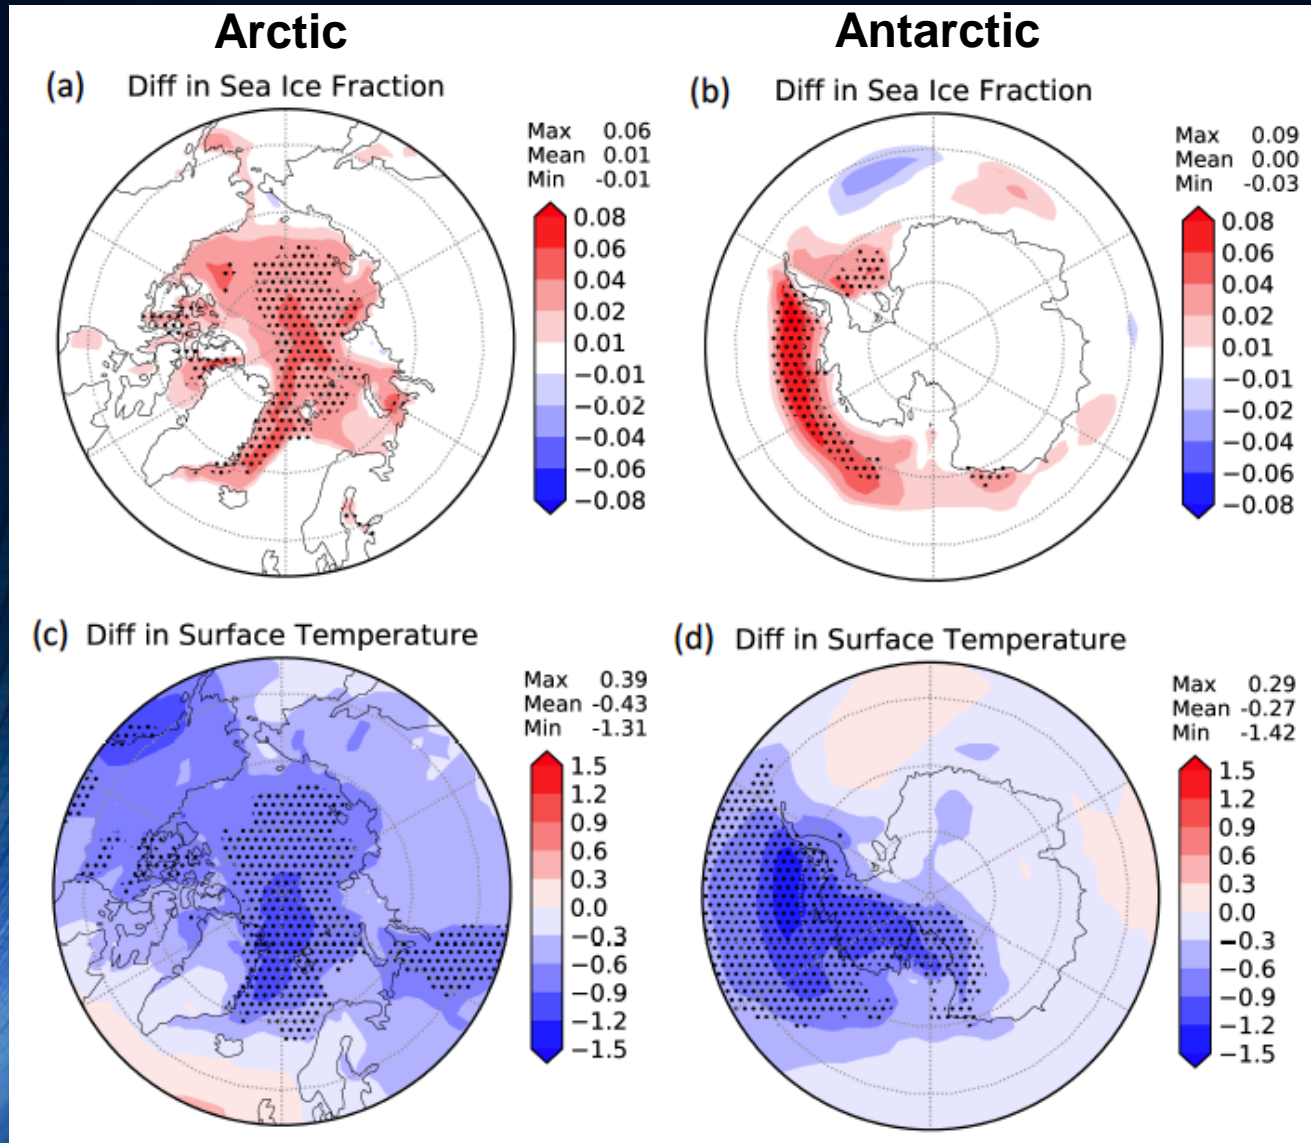 Arctic
Antarctic
(a) Diff in Sea Ice Fraction
Max 0.06
Mean 0.01
Min -0.01
0.08
0.06
0.04
0.02
0.01
−0.01
−0.02
−0.04
−0.06
−0.08
(b) Diff in Sea Ice Fraction
Max 0.09
Mean 0.00
Min -0.03
0.08
0.06
0.04
0.02
0.01
−0.01
−0.02
−0.04
−0.06
−0.08
(c) Diff in Surface Temperature
Max 0.39
Mean -0.43
Min -1.31
1.5
1.2
0.9
0.6
0.3
0.0
−0.3
−0.6
−0.9
−1.2
−1.5
(d) Diff in Surface Temperature
Max 0.29
Mean -0.27
Min -1.42
1.5
1.2
0.9
0.6
0.3
0.0
−0.3
−0.6
−0.9
−1.2
−1.5